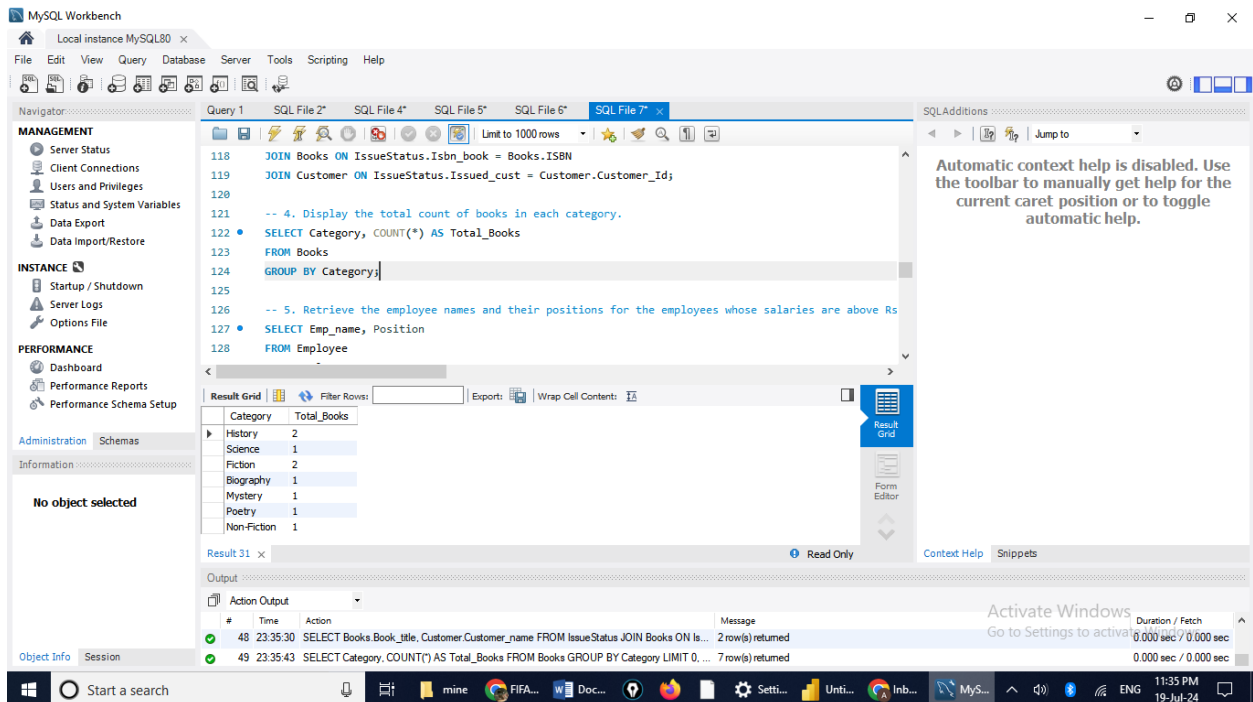 MySQL Workbench
Local instance MySQL80
File Edit View Query Database Server Tools Scripting Help
Navigator
MANAGEMENT
Server Status
Client Connections
Users and Privileges
Status and System Variables
Data Export
Data Import/Restore
INSTANCE
Startup / Shutdown
Server Logs
Options File
PERFORMANCE
Dashboard
Performance Reports
Performance Schema Setup
Administration Schemas
Information
No object selected
Object Info Session
Query 1 SQL File 2* SQL File 4* SQL File 5* SQL File 6* SQL File 7*
Limit to 1000 rows
118 JOIN Books ON IssueStatus.Isbn_book = Books.ISBN
119 JOIN Customer ON IssueStatus.Issued_cust = Customer.Customer_Id;
120
121 -- 4. Display the total count of books in each category.
122 SELECT Category, COUNT(*) AS Total_Books
123 FROM Books
124 GROUP BY Category;
125
126 -- 5. Retrieve the employee names and their positions for the employees whose salaries are above Rs
127 SELECT Emp_name, Position
128 FROM Employee
Result Grid Filter Rows: Export: Wrap Cell Content:
Category Total_Books
History 2
Science 1
Fiction 2
Biography 1
Mystery 1
Poetry 1
Non-Fiction 1
Result Grid
Form Editor
Result 31 Read Only
SQLAdditions
Jump to
Automatic context help is disabled. Use
the toolbar to manually get help for the
current caret position or to toggle
automatic help.
Context Help Snippets
Output
Action Output
# Time Action Message Duration / Fetch
48 23:35:30 SELECT Books.Book_title, Customer.Customer_name FROM IssueStatus JOIN Books ON Is... 2 row(s) returned 0.000 sec / 0.000 sec
49 23:35:43 SELECT Category, COUNT(*) AS Total_Books FROM Books GROUP BY Category LIMIT 0, ... 7 row(s) returned 0.000 sec / 0.000 sec
Activate Windows
Go to Settings to activate Windows.
Start a search
mine FIFA... Doc... Setti... Unti... Inb... MyS... ENG
11:35 PM
19-Jul-24